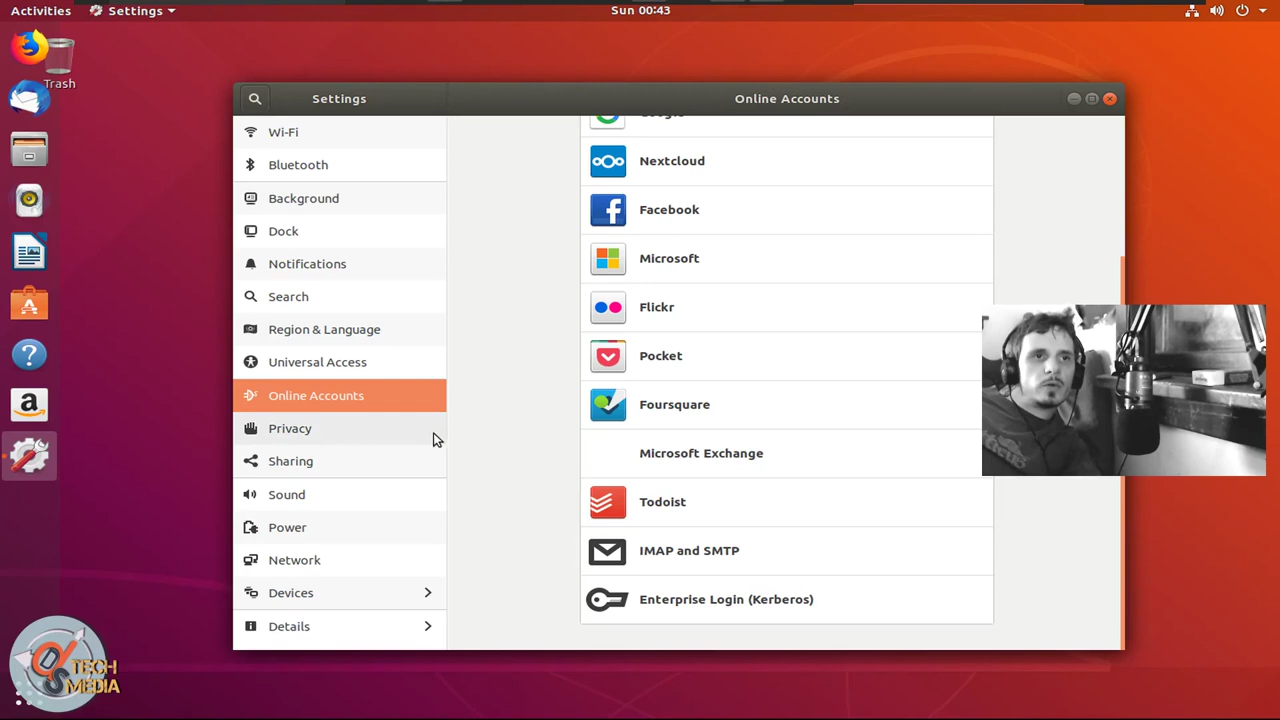 Activities
Settings
Sun 00:43
Trash
Settings
Online Accounts
Wi-Fi
Bluetooth
Background
Dock
Notifications
Search
Region & Language
Universal Access
Online Accounts
Privacy
Sharing
Sound
Power
Network
Devices
Details
Google
Nextcloud
Facebook
Microsoft
Flickr
Pocket
Foursquare
Microsoft Exchange
Todoist
IMAP and SMTP
Enterprise Login (Kerberos)
TECH
MEDIA